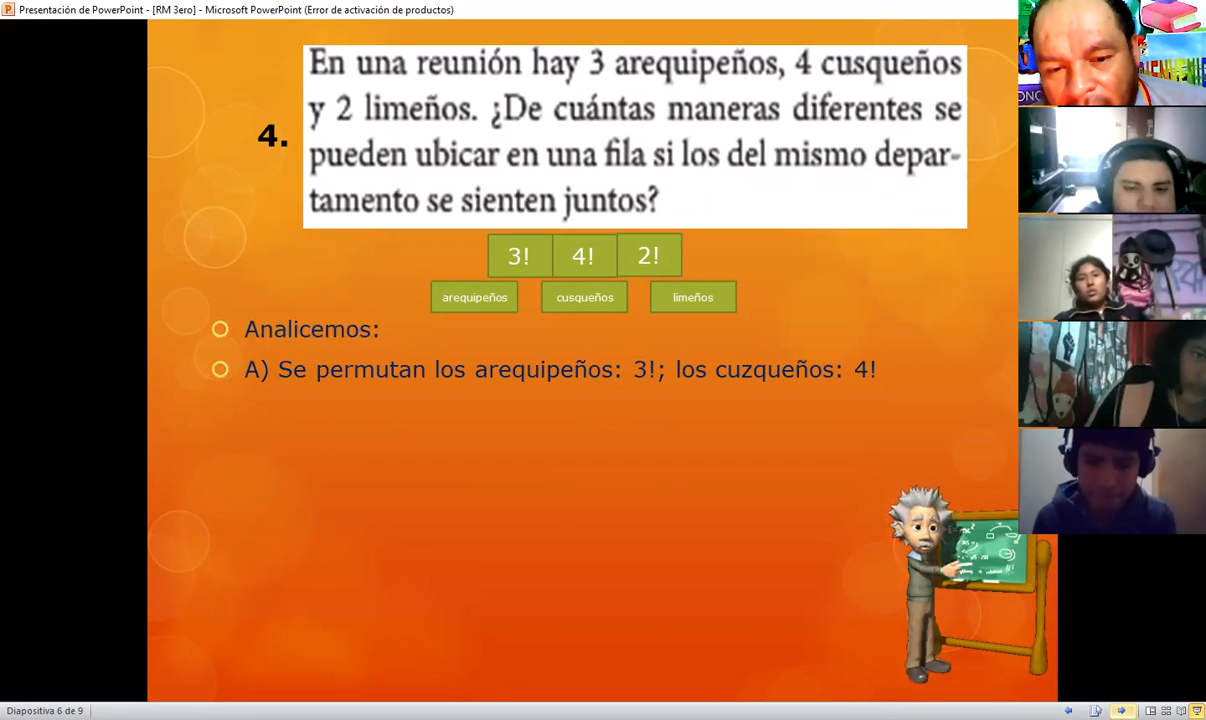 Presentación de PowerPoint - [RM 3ero] - Microsoft PowerPoint (Error de activación de productos)
En una reunión hay 3 arequipeños, 4 cusqueños
4. y 2 limeños. ¿De cuántas maneras diferentes se
pueden ubicar en una fila si los del mismo depar-
tamento se sienten juntos?
3! 4! 2!
arequipeños cusqueños limeños
Analicemos:
A) Se permutan los arequipeños: 3!; los cuzqueños: 4!
Diapositiva 6 de 9